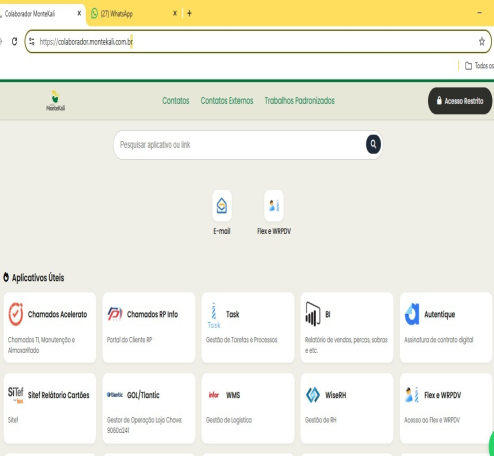 Colaborador MonteKali x
(27) WhatsApp x +
https://colaborador.montekali.com.br
Todos os
MonteKali
Contatos Contatos Externos Trabalhos Padronizados Acesso Restrito
Pesquisar aplicativo ou link
E-mail Flex e WRPDV
Aplicativos Úteis
Chamados Acelerato
Chamados TI, Manutenção e
Almoxarifado
Chamados RP Info
Portal do Cliente RP
Task
Task
Gestão de Tarefas e Processos
BI
Relatório de vendas, percas, sobras
e etc.
Autentique
Assinatura de contrato digital
SiTef Sitef Relátorio Cartões
Sitef
Qtlantic GOL/Tlantic
Gestor de Operação Loja Chave:
9060a241
infor WMS
Gestão de Logística
WiseRH
Gestão de RH
Flex e WRPDV
Acesso ao Flex e WRPDV